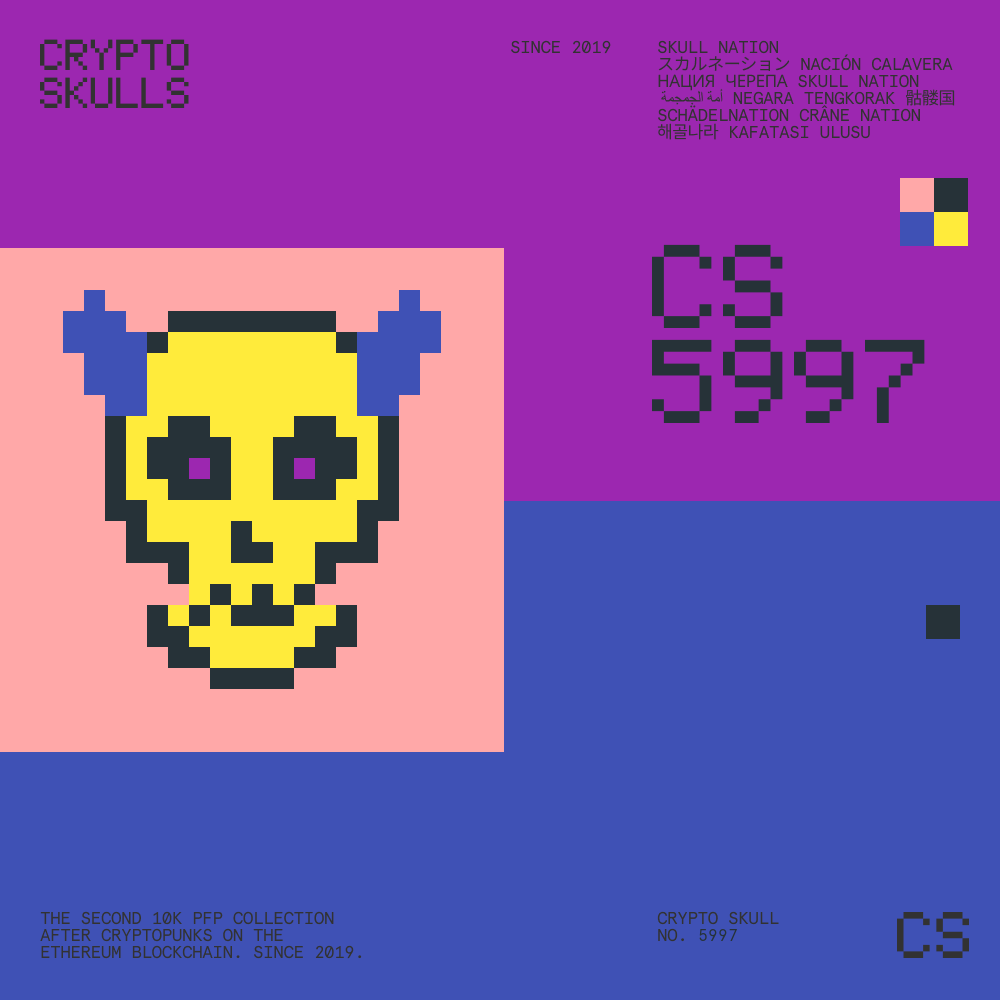 CRYPTO
SKULLS
SINCE 2019
SKULL NATION
スカルネーション NACIÓN CALAVERA
НАЦИЯ ЧЕРЕПА SKULL NATION
أمة الجمجمة NEGARA TENGKORAK 骷髅国
SCHÄDELNATION CRÂNE NATION
해골나라 KAFATASI ULUSU
CS
5997
THE SECOND 10K PFP COLLECTION
AFTER CRYPTOPUNKS ON THE
ETHEREUM BLOCKCHAIN. SINCE 2019.
CRYPTO SKULL
NO. 5997
CS